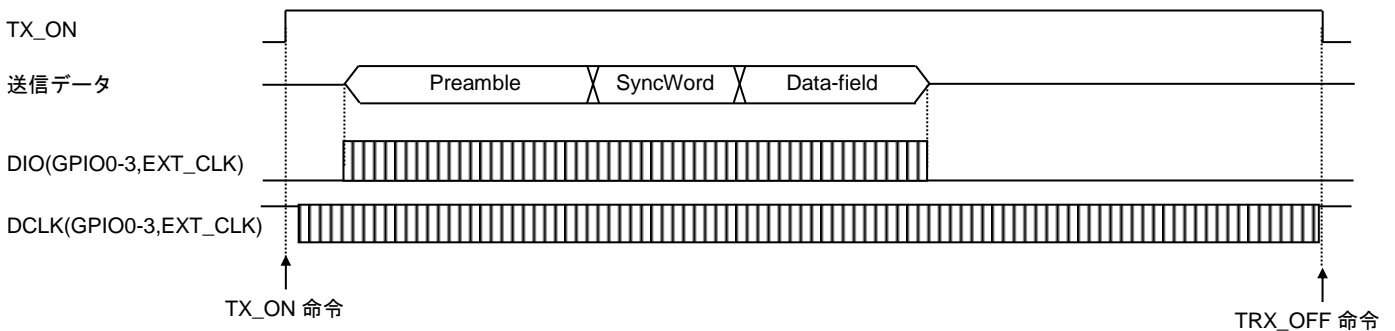 TX_ON
送信データ
Preamble
SyncWord
Data-field
DIO(GPIO0-3,EXT_CLK)
DCLK(GPIO0-3,EXT_CLK)
TX_ON 命令
TRX_OFF 命令